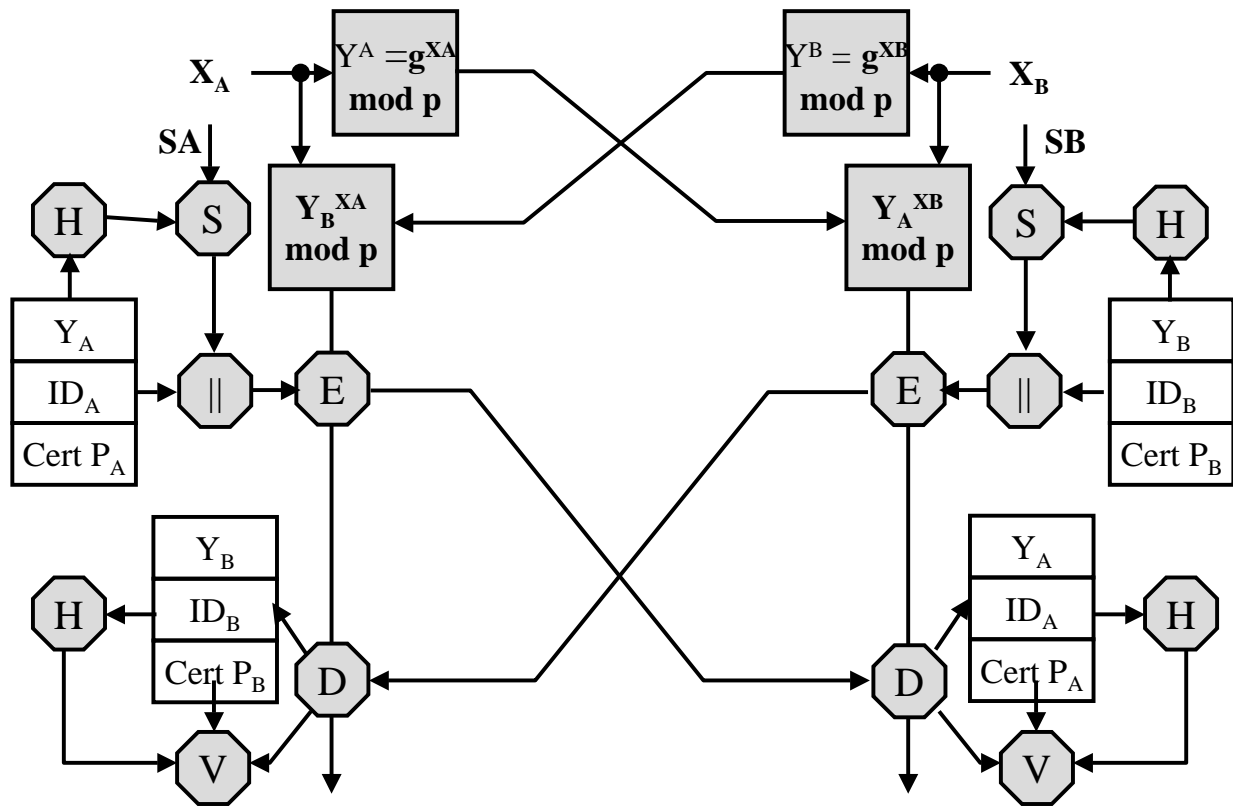 X_A
Y^A =g^XA
mod p
Y^B = g^XB
mod p
X_B
SA
SB
H
S
Y_B^XA
mod p
Y_A^XB
mod p
S
H
Y_A
ID_A
Cert P_A
||
E
E
||
Y_B
ID_B
Cert P_B
Y_B
ID_B
Cert P_B
H
D
V
Y_A
ID_A
Cert P_A
D
H
V